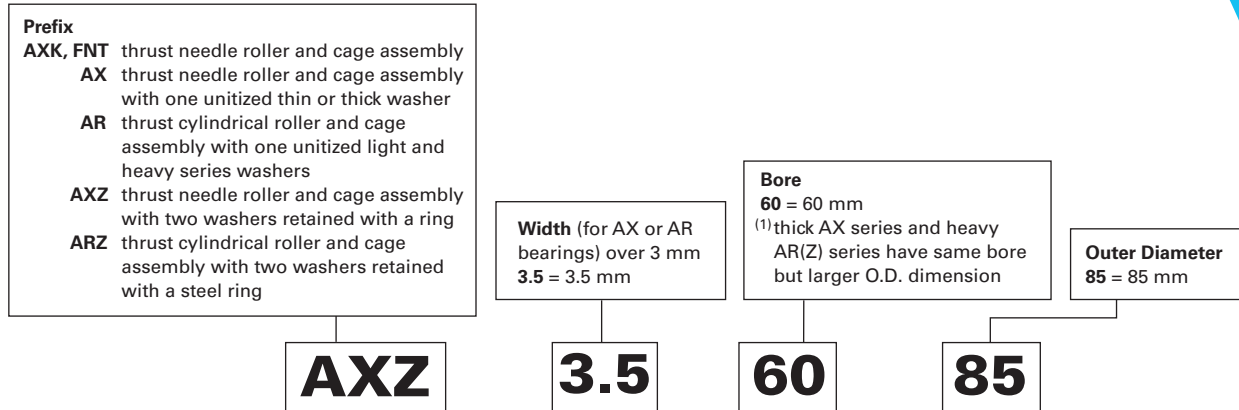 Prefix
AXK, FNT thrust needle roller and cage assembly
AX thrust needle roller and cage assembly
with one unitized thin or thick washer
AR thrust cylindrical roller and cage
assembly with one unitized light and
heavy series washers
AXZ thrust needle roller and cage assembly
with two washers retained with a ring
ARZ thrust cylindrical roller and cage
assembly with two washers retained
with a steel ring
Width (for AX or AR
bearings) over 3 mm
3.5 = 3.5 mm
Bore
60 = 60 mm
(1) thick AX series and heavy
AR(Z) series have same bore
but larger O.D. dimension
Outer Diameter
85 = 85 mm
AXZ 3.5 60 85